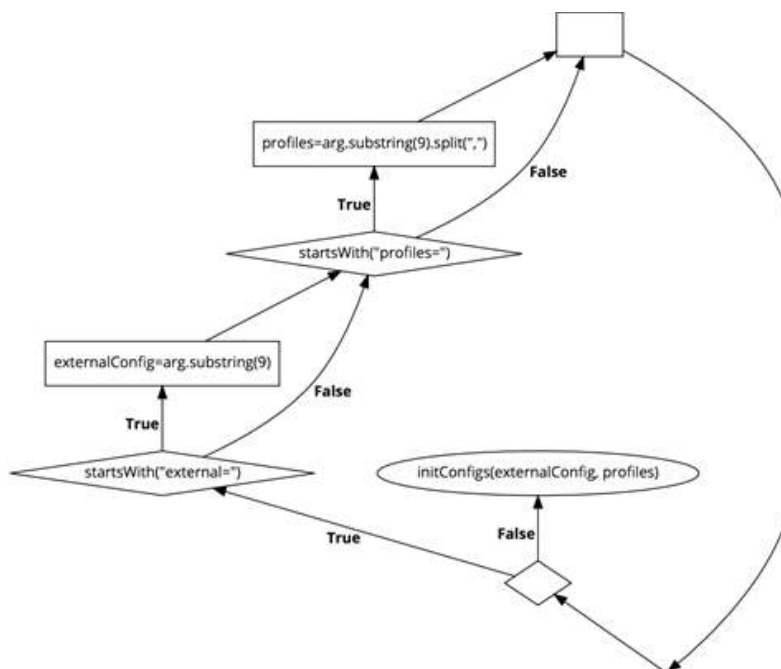 profiles=arg.substring(9).split(",")
True
False
startsWith("profiles=")
externalConfig=arg.substring(9)
True
False
startsWith("external=")
initConfigs(externalConfig, profiles)
True
False